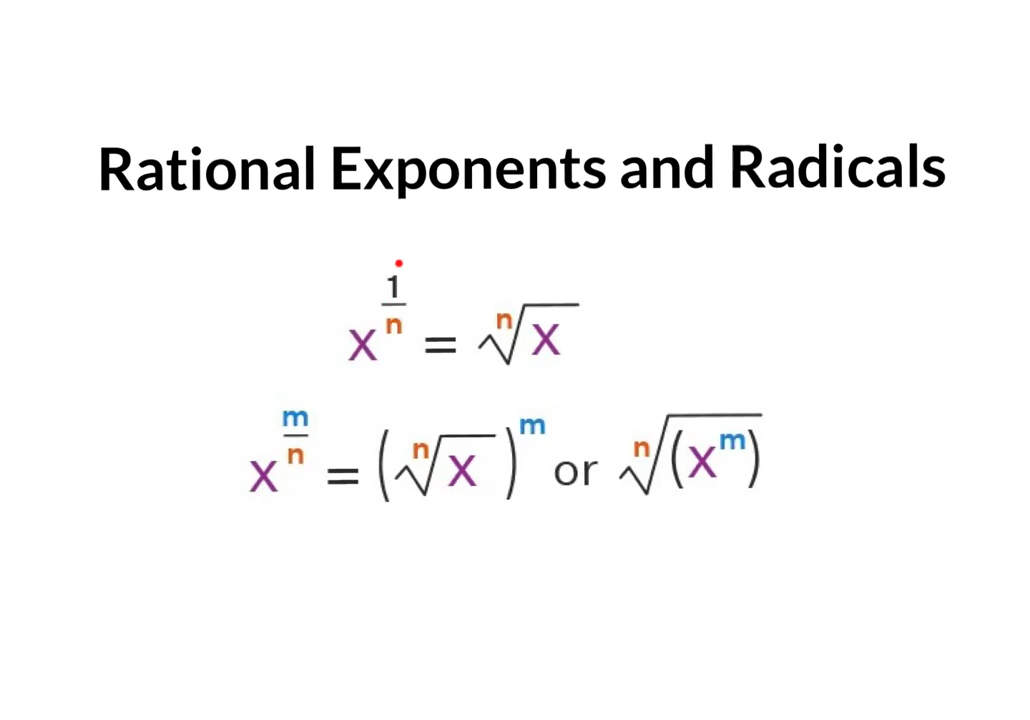 Rational Exponents and Radicals
x^(1/n) = ⁿ√x
x^(m/n) = (ⁿ√x)^m or ⁿ√(x^m)